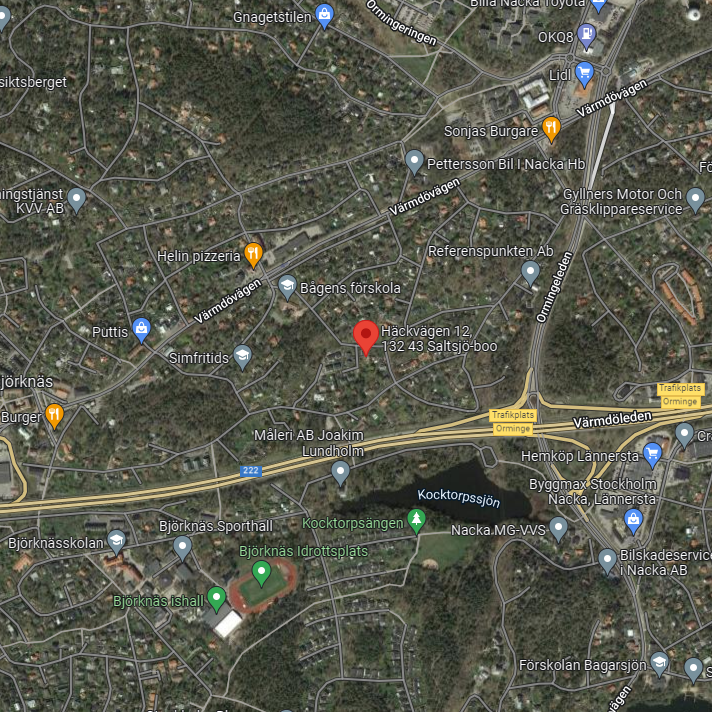 Billa Nacka Toyota
Gnagetstilen
Ormingeringen
OKQ8
siktsberget
Lidl
Värmdövägen
Sonjas Burgare
Pettersson Bil I Nacka Hb
ningstjänst
KVV AB
Värmdövägen
Gyllners Motor Och
Gräsklippareservice
Referenspunkten Ab
Helin pizzeria
Ormingeleden
Bågens förskola
Värmdövägen
Puttis
Häckvägen 12,
132 43 Saltsjö-boo
Simfritids
jörknäs
Trafikplats
Orminge
Burger
Trafikplats
Orminge
Värmdöleden
Måleri AB Joakim
Lundholm
222
Hemköp Lännersta
Byggmax Stockholm
Nacka, Lännersta
Kocktorpssjön
Björknäs Sporthall
Kocktorpsängen
Nacka MG-VVS
Björknässkolan
Björknäs Idrottsplats
Bilskadeservice
i Nacka AB
Björknäs ishall
Förskolan Bagarsjön